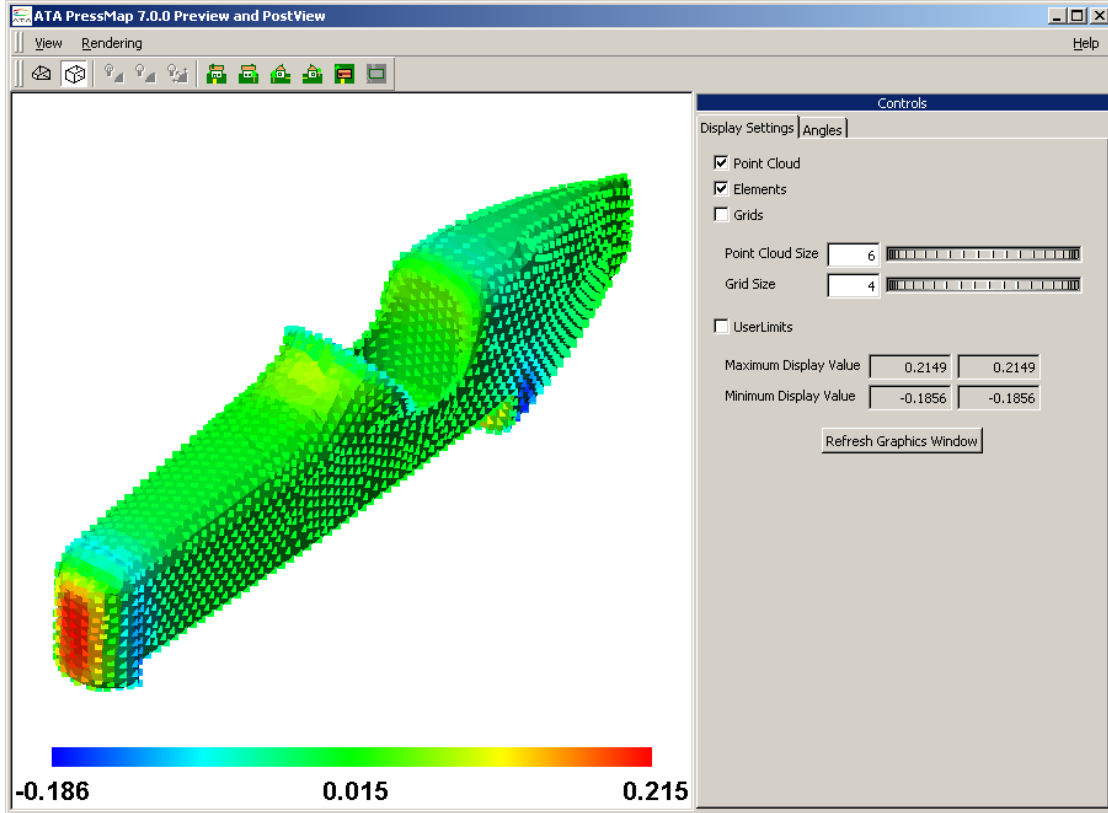 ATA PressMap 7.0.0 Preview and PostView
View Rendering Help
Controls
Display Settings Angles
Point Cloud
Elements
Grids
Point Cloud Size 6
Grid Size 4
UserLimits
Maximum Display Value 0.2149 0.2149
Minimum Display Value -0.1856 -0.1856
Refresh Graphics Window
-0.186 0.015 0.215